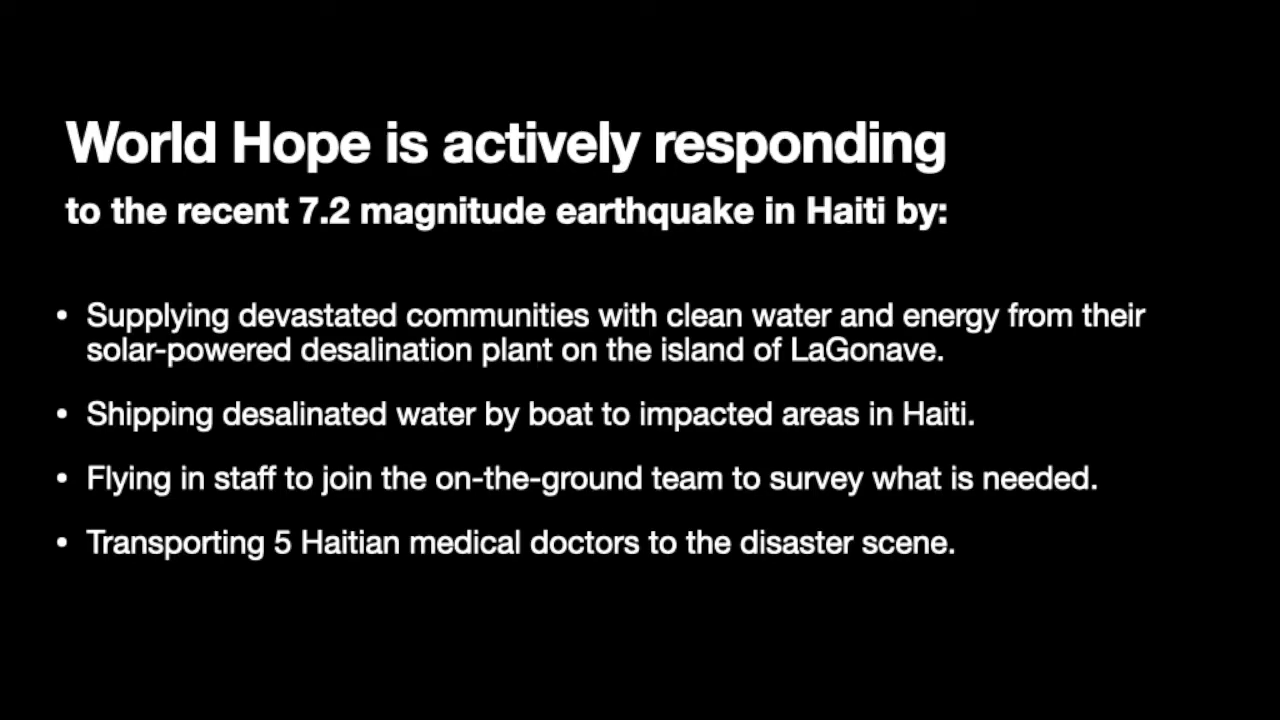 World Hope is actively responding
to the recent 7.2 magnitude earthquake in Haiti by:
• Supplying devastated communities with clean water and energy from their
solar-powered desalination plant on the island of LaGonave.
• Shipping desalinated water by boat to impacted areas in Haiti.
• Flying in staff to join the on-the-ground team to survey what is needed.
• Transporting 5 Haitian medical doctors to the disaster scene.